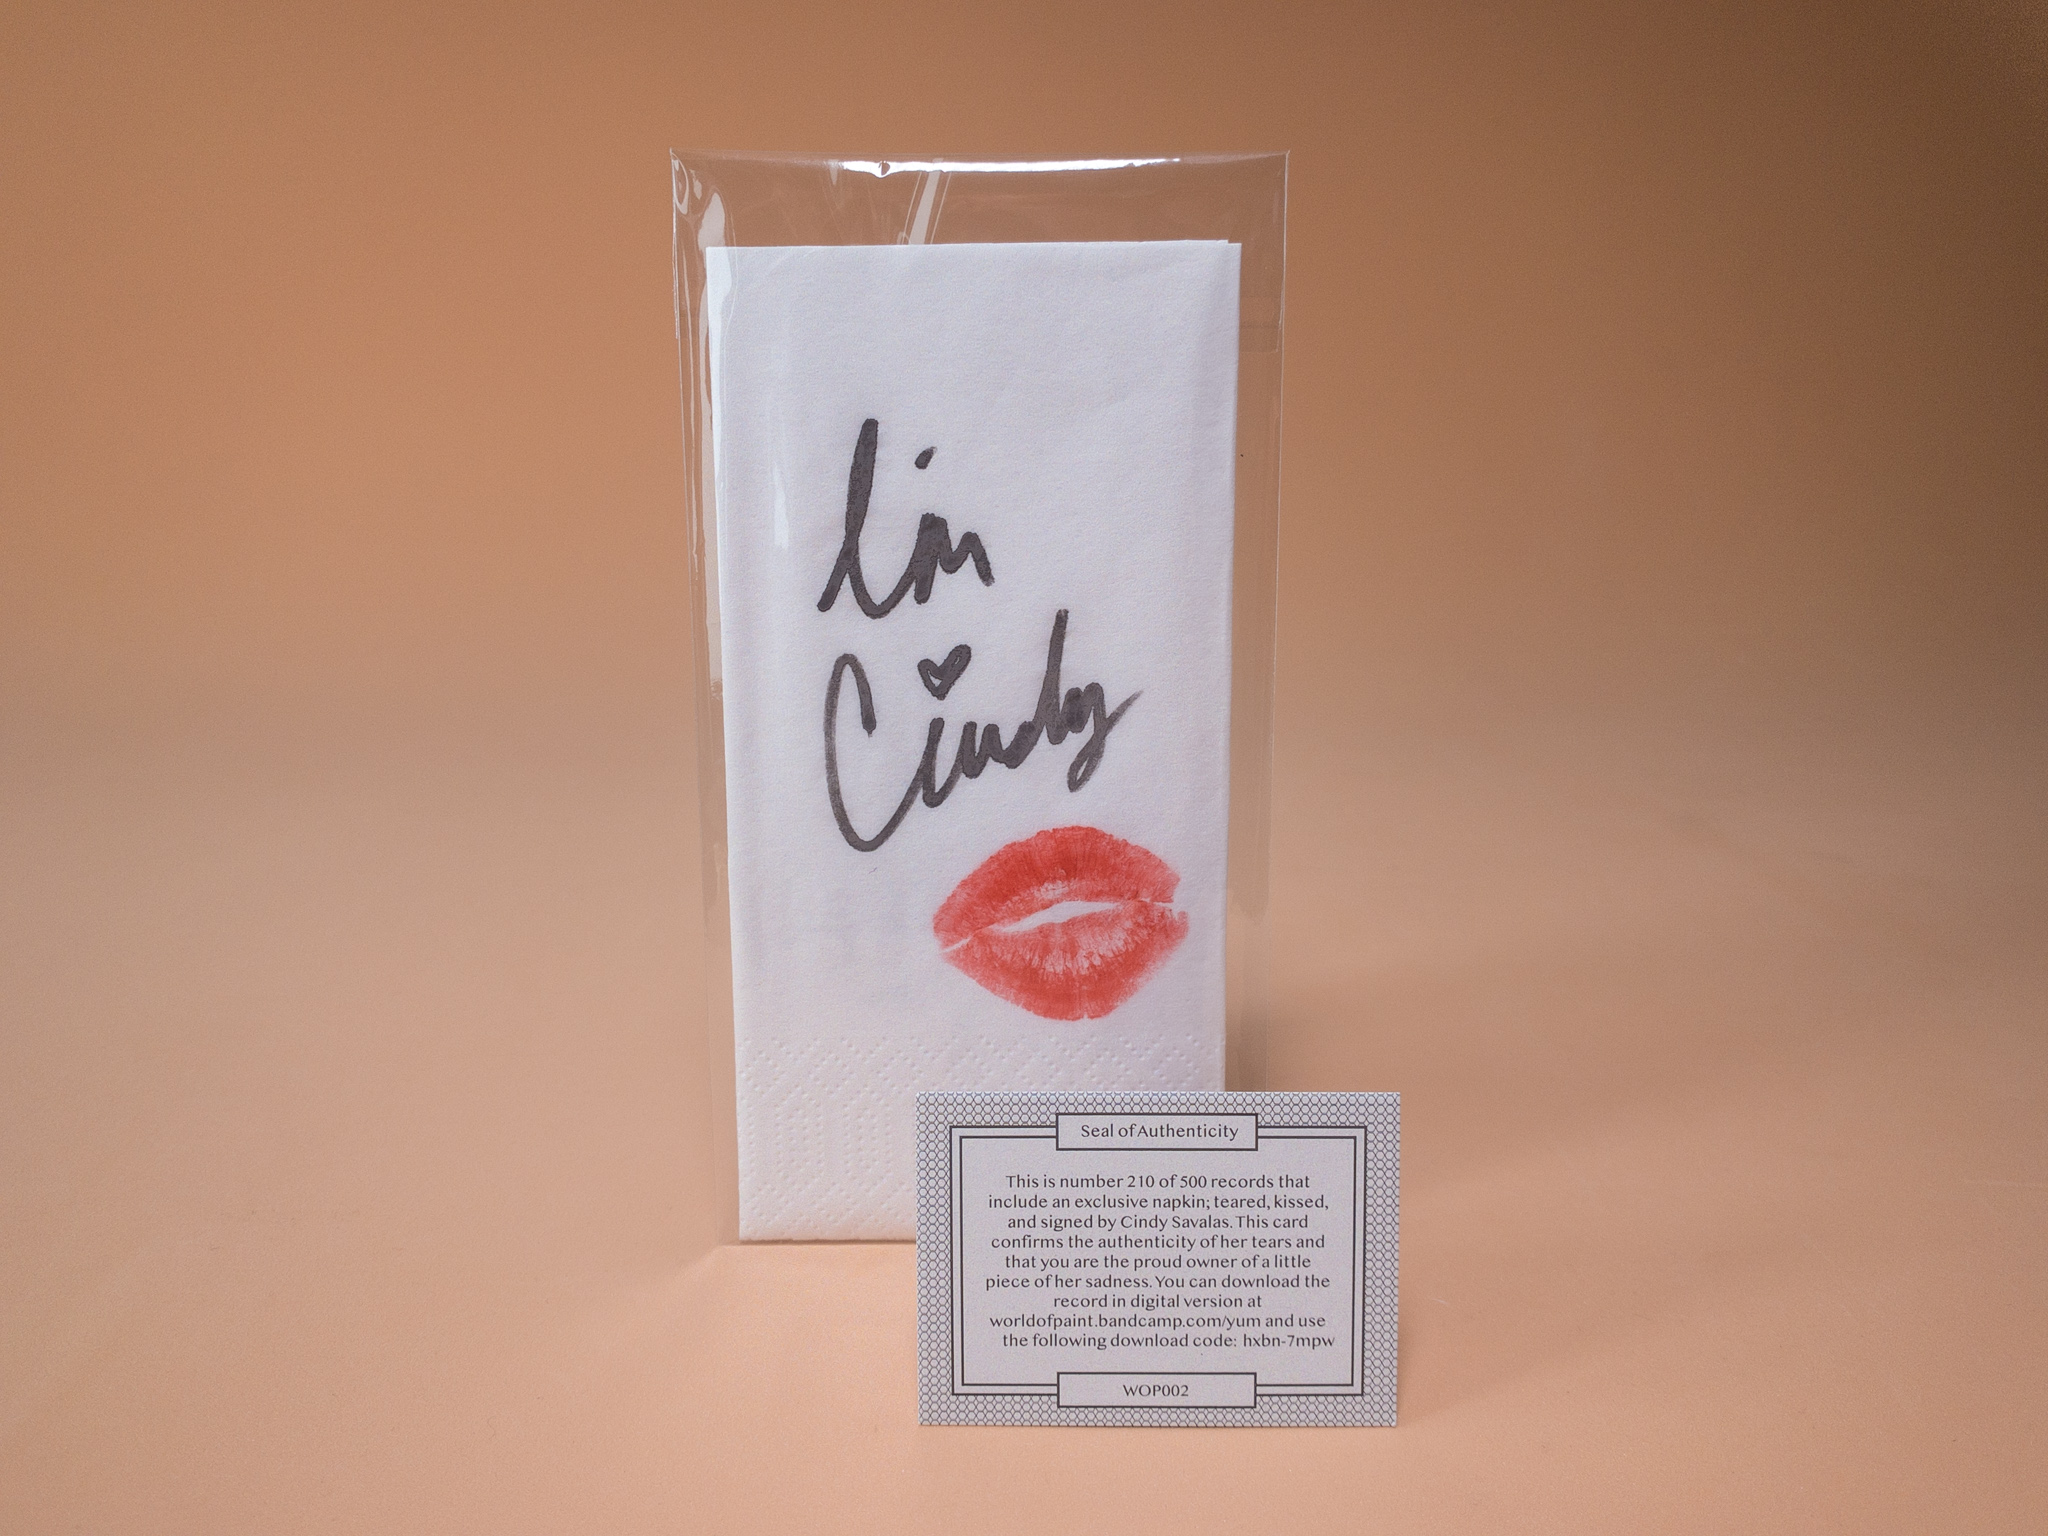 I'm
Cindy
Seal of Authenticity
This is number 210 of 500 records that
include an exclusive napkin; teared, kissed,
and signed by Cindy Savalas. This card
confirms the authenticity of her tears and
that you are the proud owner of a little
piece of her sadness. You can download the
record in digital version at
worldofpaint.bandcamp.com/yum and use
the following download code: hxbn-7mpw
WOP002